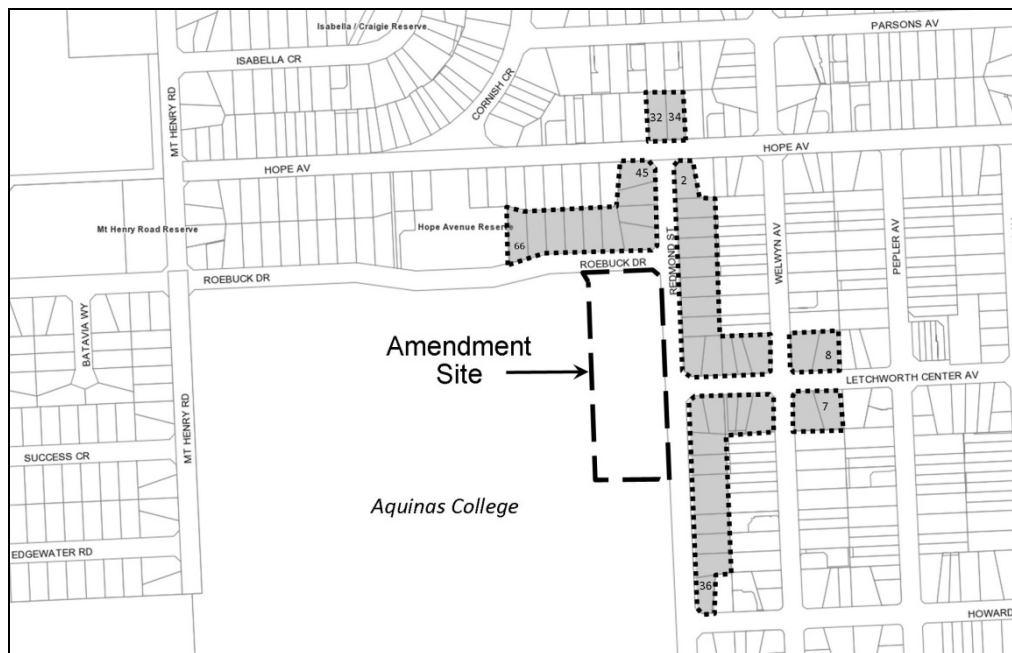 Isabella / Craigie Reserve
PARSONS AV
ISABELLA CR
CORNISH CR
MT HENRY RD
32 34
HOPE AV
HOPE AV
45
2
Mt Henry Road Reserve
Hope Avenue Reserve
66
REDMOND ST
WELWYN AV
PEPLER AV
ROEBUCK DR
ROEBUCK DR
BATAVIA WY
Amendment
Site
8
LETCHWORTH CENTER AV
7
MT HENRY RD
SUCCESS CR
Aquinas College
EDGEWATER RD
36
HOWARD